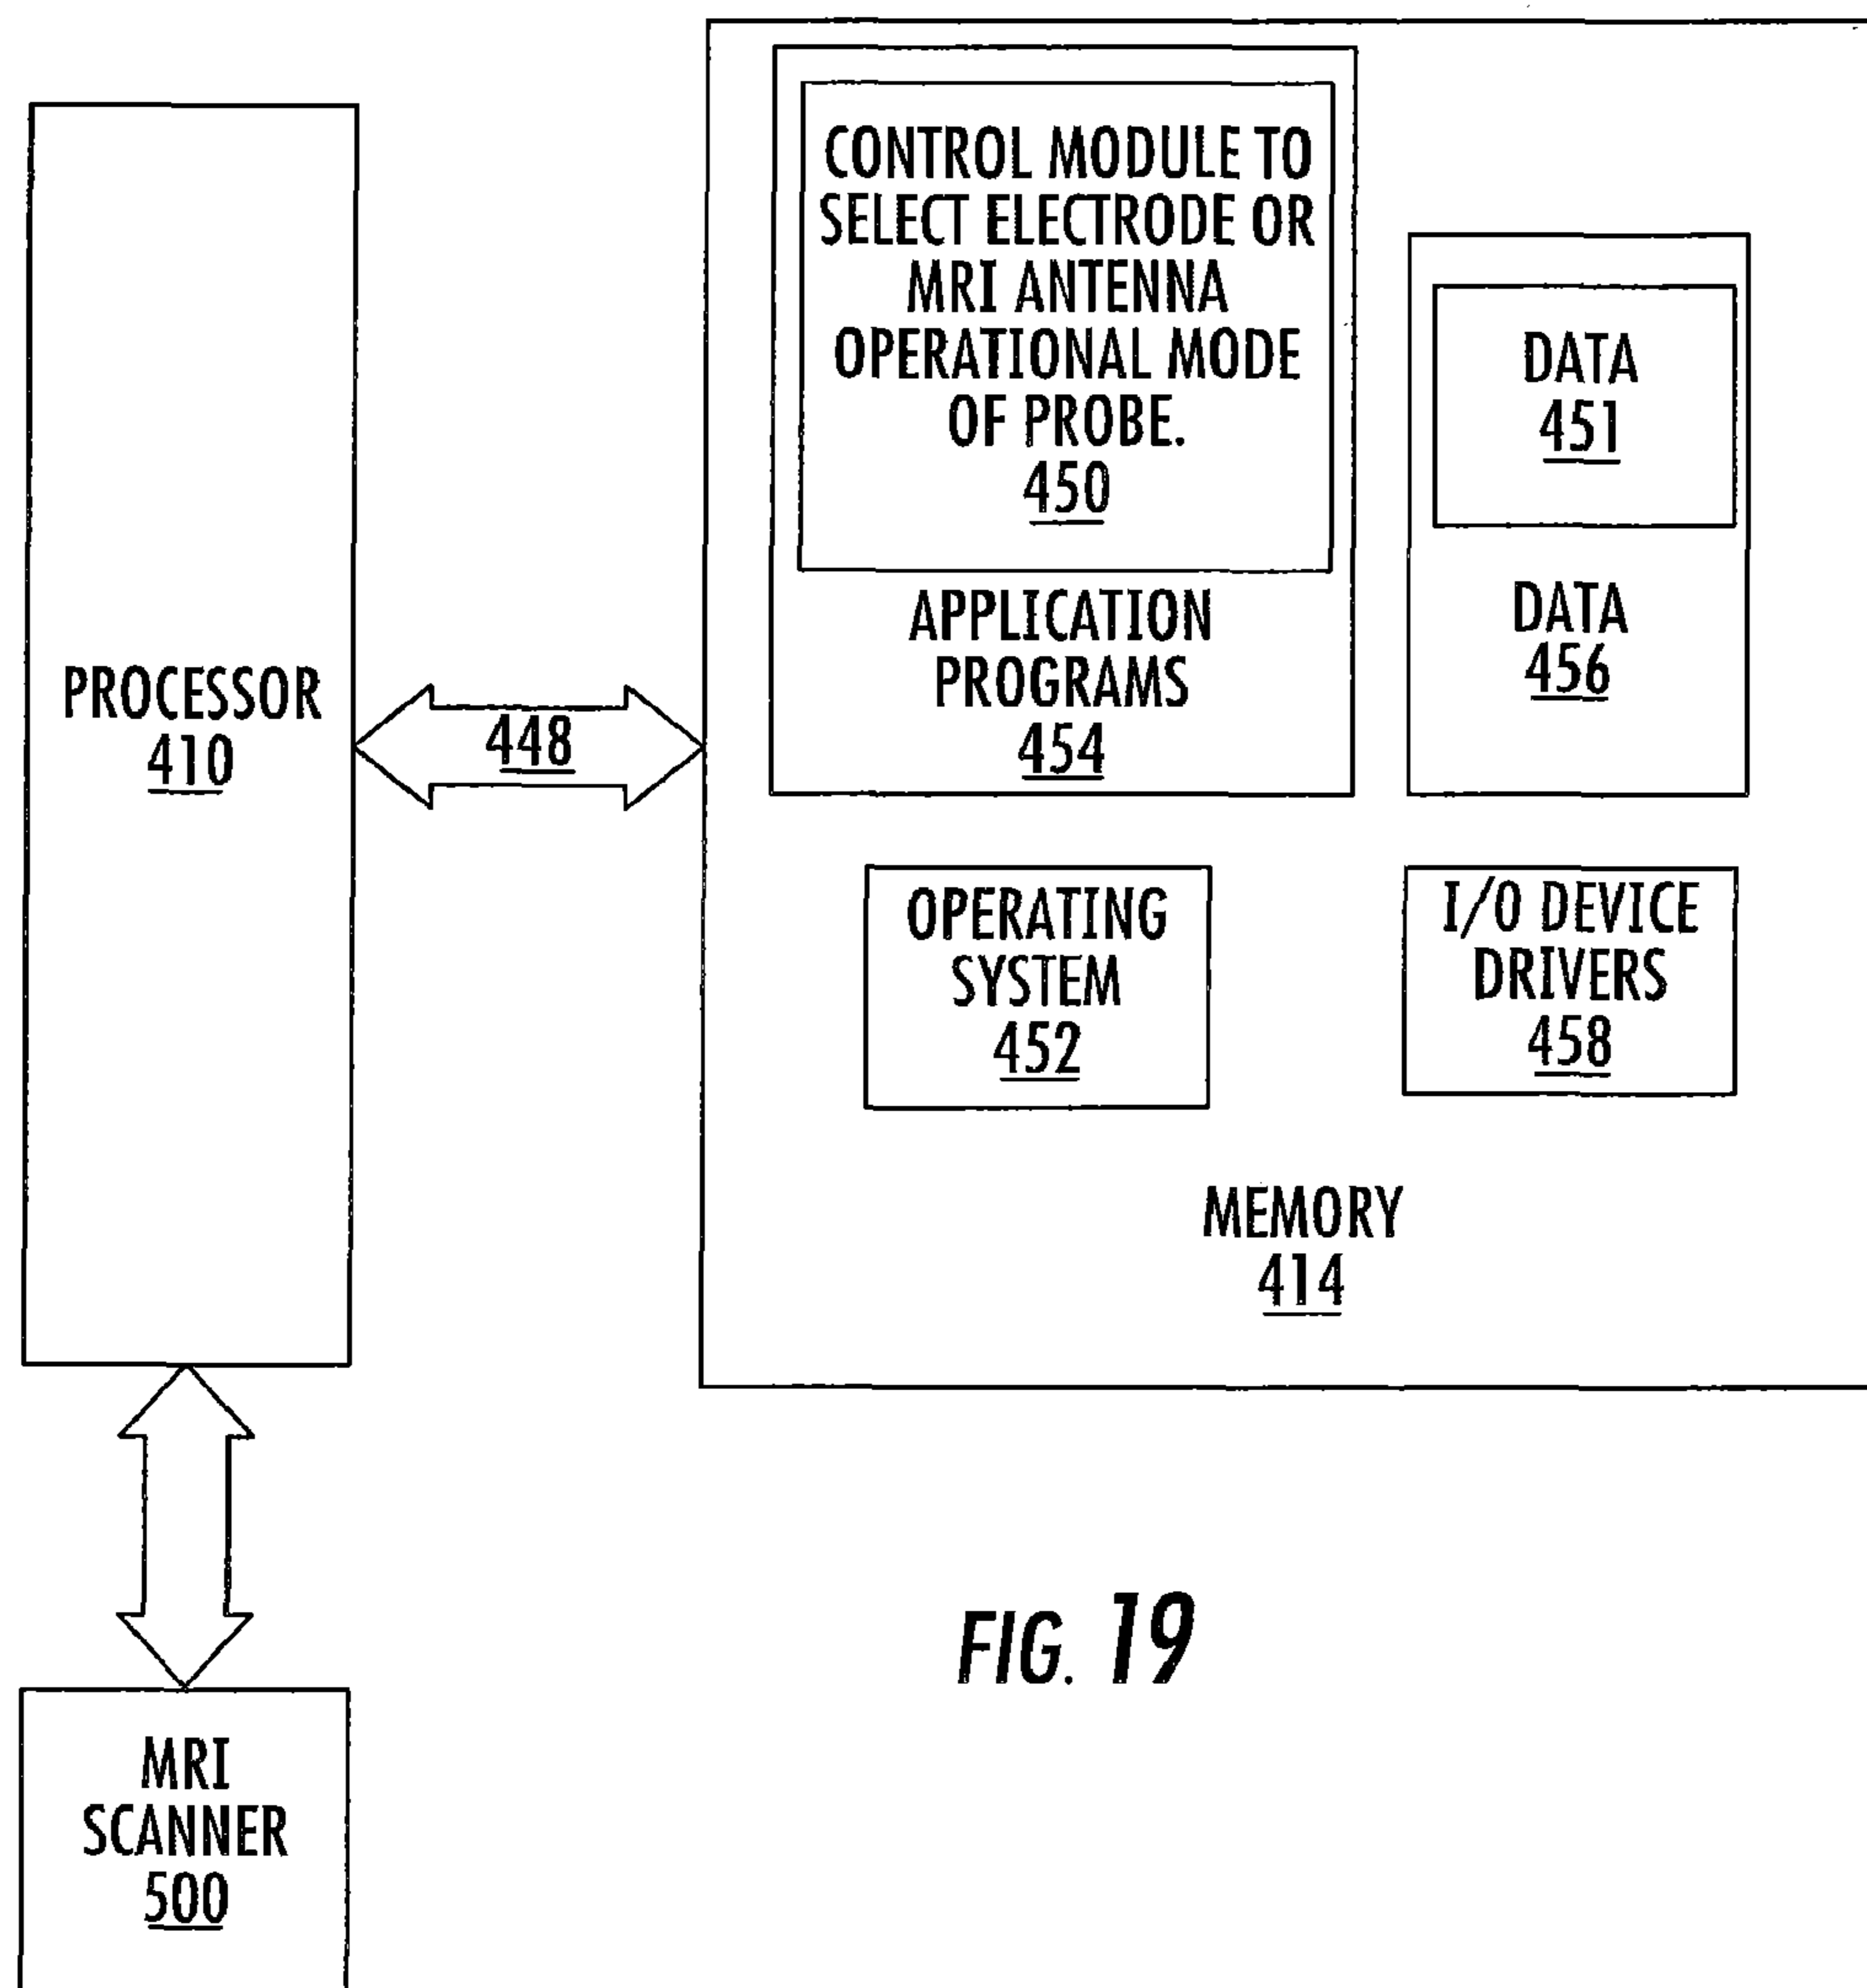 PROCESSOR
410
448
CONTROL MODULE TO
SELECT ELECTRODE OR
MRI ANTENNA
OPERATIONAL MODE
OF PROBE.
450
APPLICATION
PROGRAMS
454
DATA
451
DATA
456
OPERATING
SYSTEM
452
I/O DEVICE
DRIVERS
458
MEMORY
414
MRI
SCANNER
500
FIG. 19